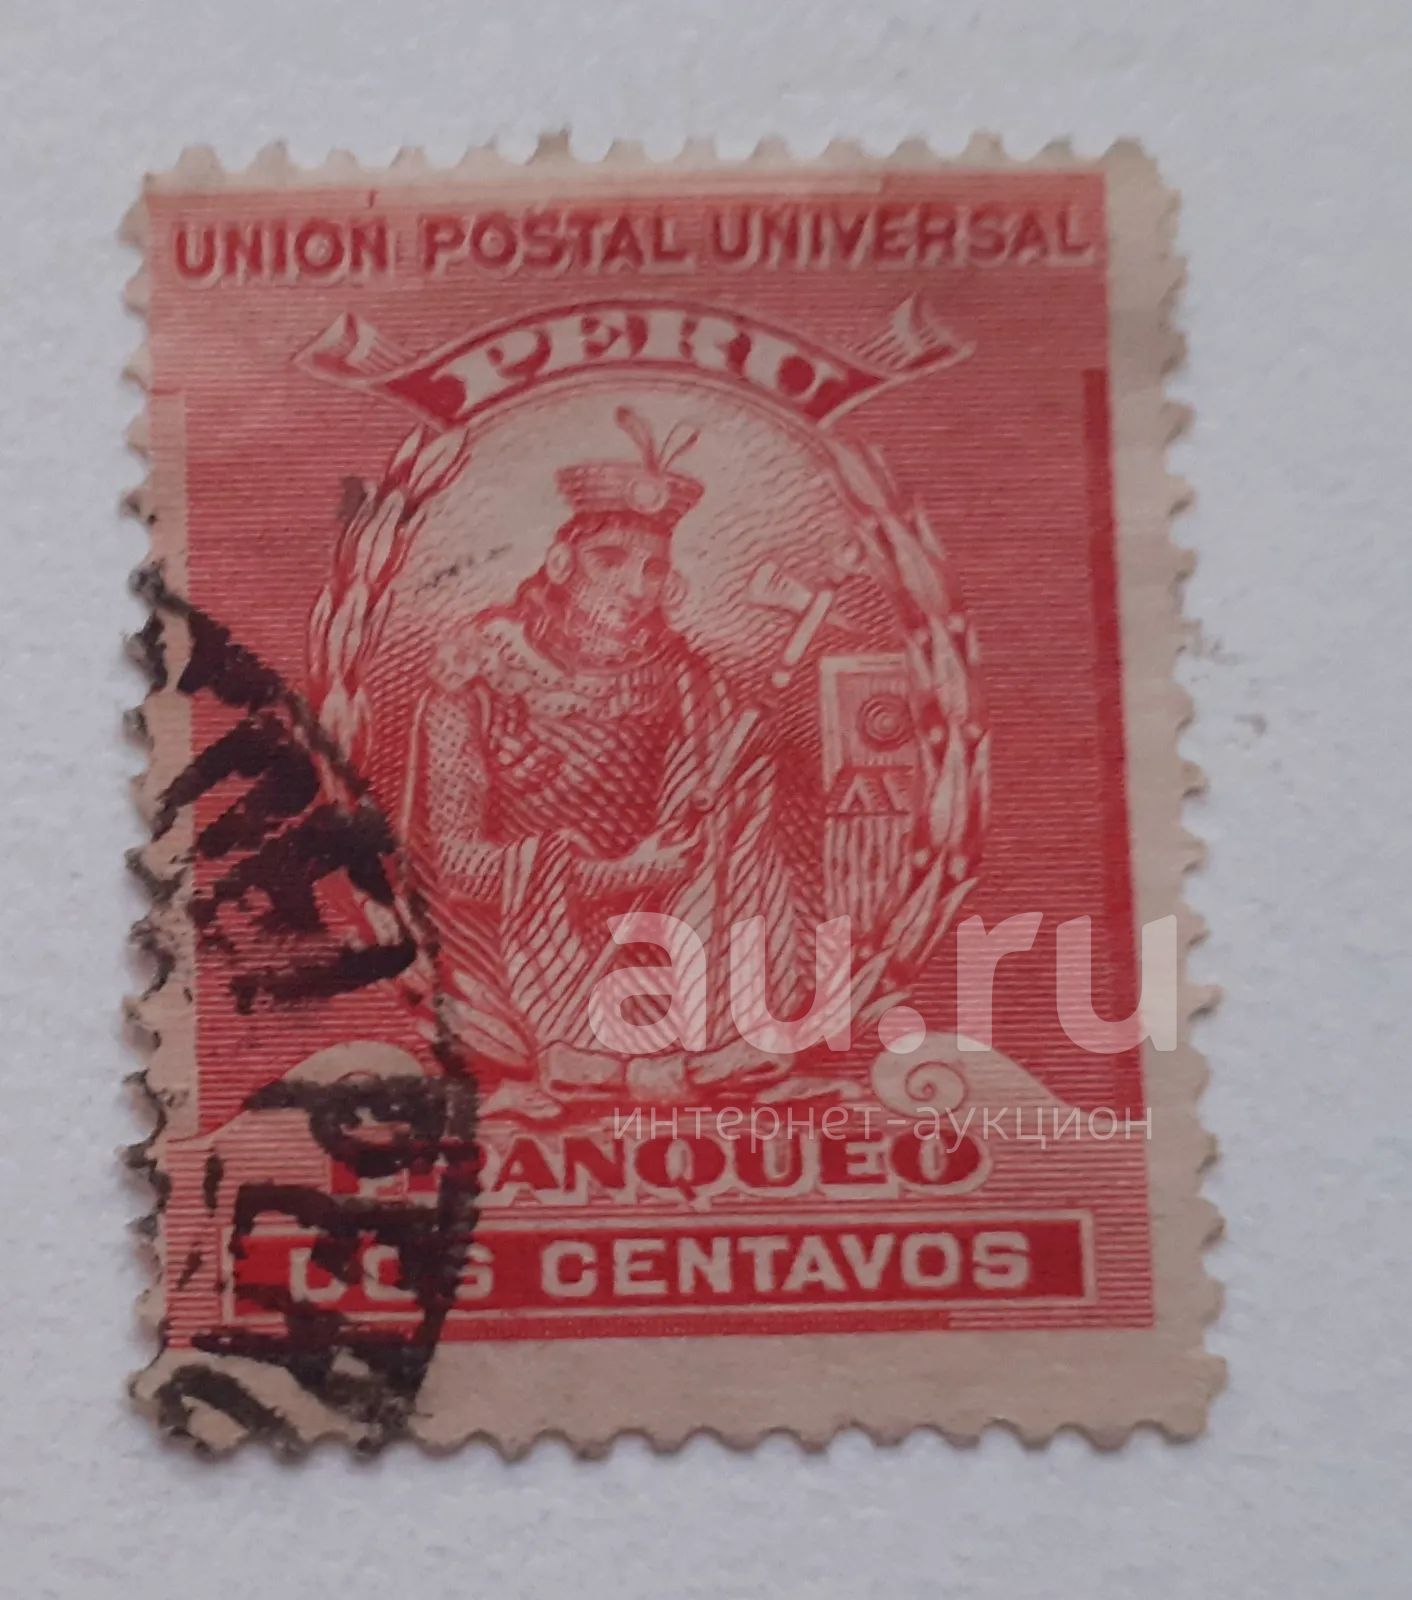 UNION POSTAL UNIVERSAL
PERU
au.ru
интернет-аукцион
FRANQUEO
DOS CENTAVOS